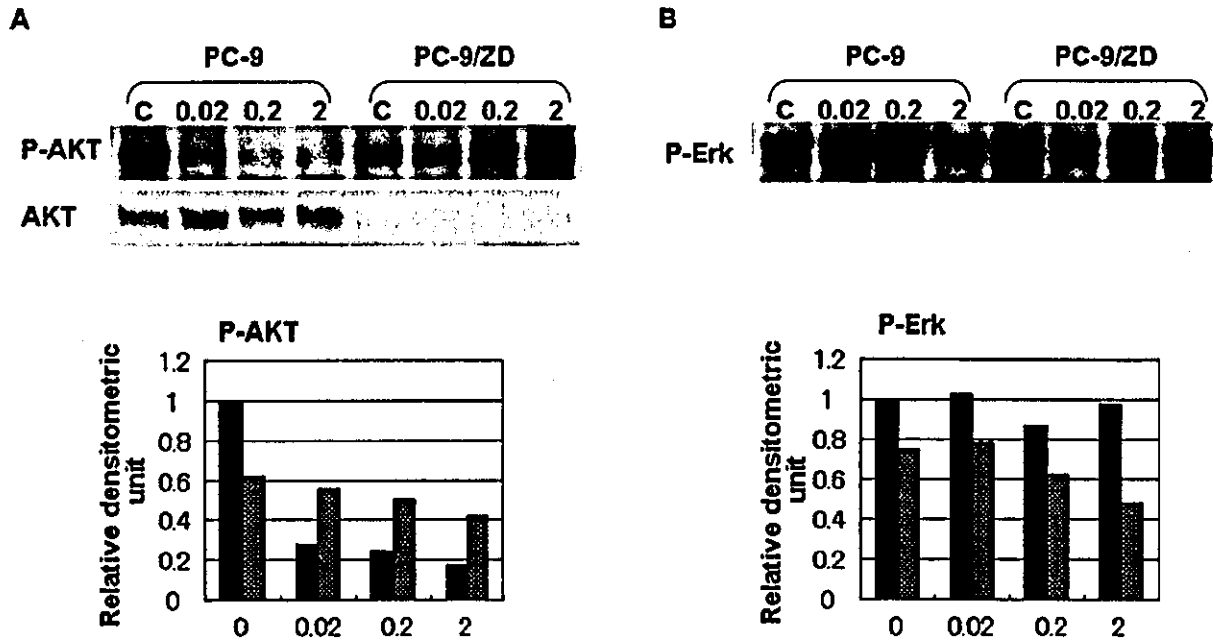 A
PC-9 PC-9/ZD
C 0.02 0.2 2 C 0.02 0.2 2
P-AKT
AKT
P-AKT
Relative densitometric unit
1.2
1
0.8
0.6
0.4
0.2
0
0 0.02 0.2 2
B
PC-9 PC-9/ZD
C 0.02 0.2 2 C 0.02 0.2 2
P-Erk
P-Erk
Relative densitometric unit
1.2
1
0.8
0.6
0.4
0.2
0
0 0.02 0.2 2